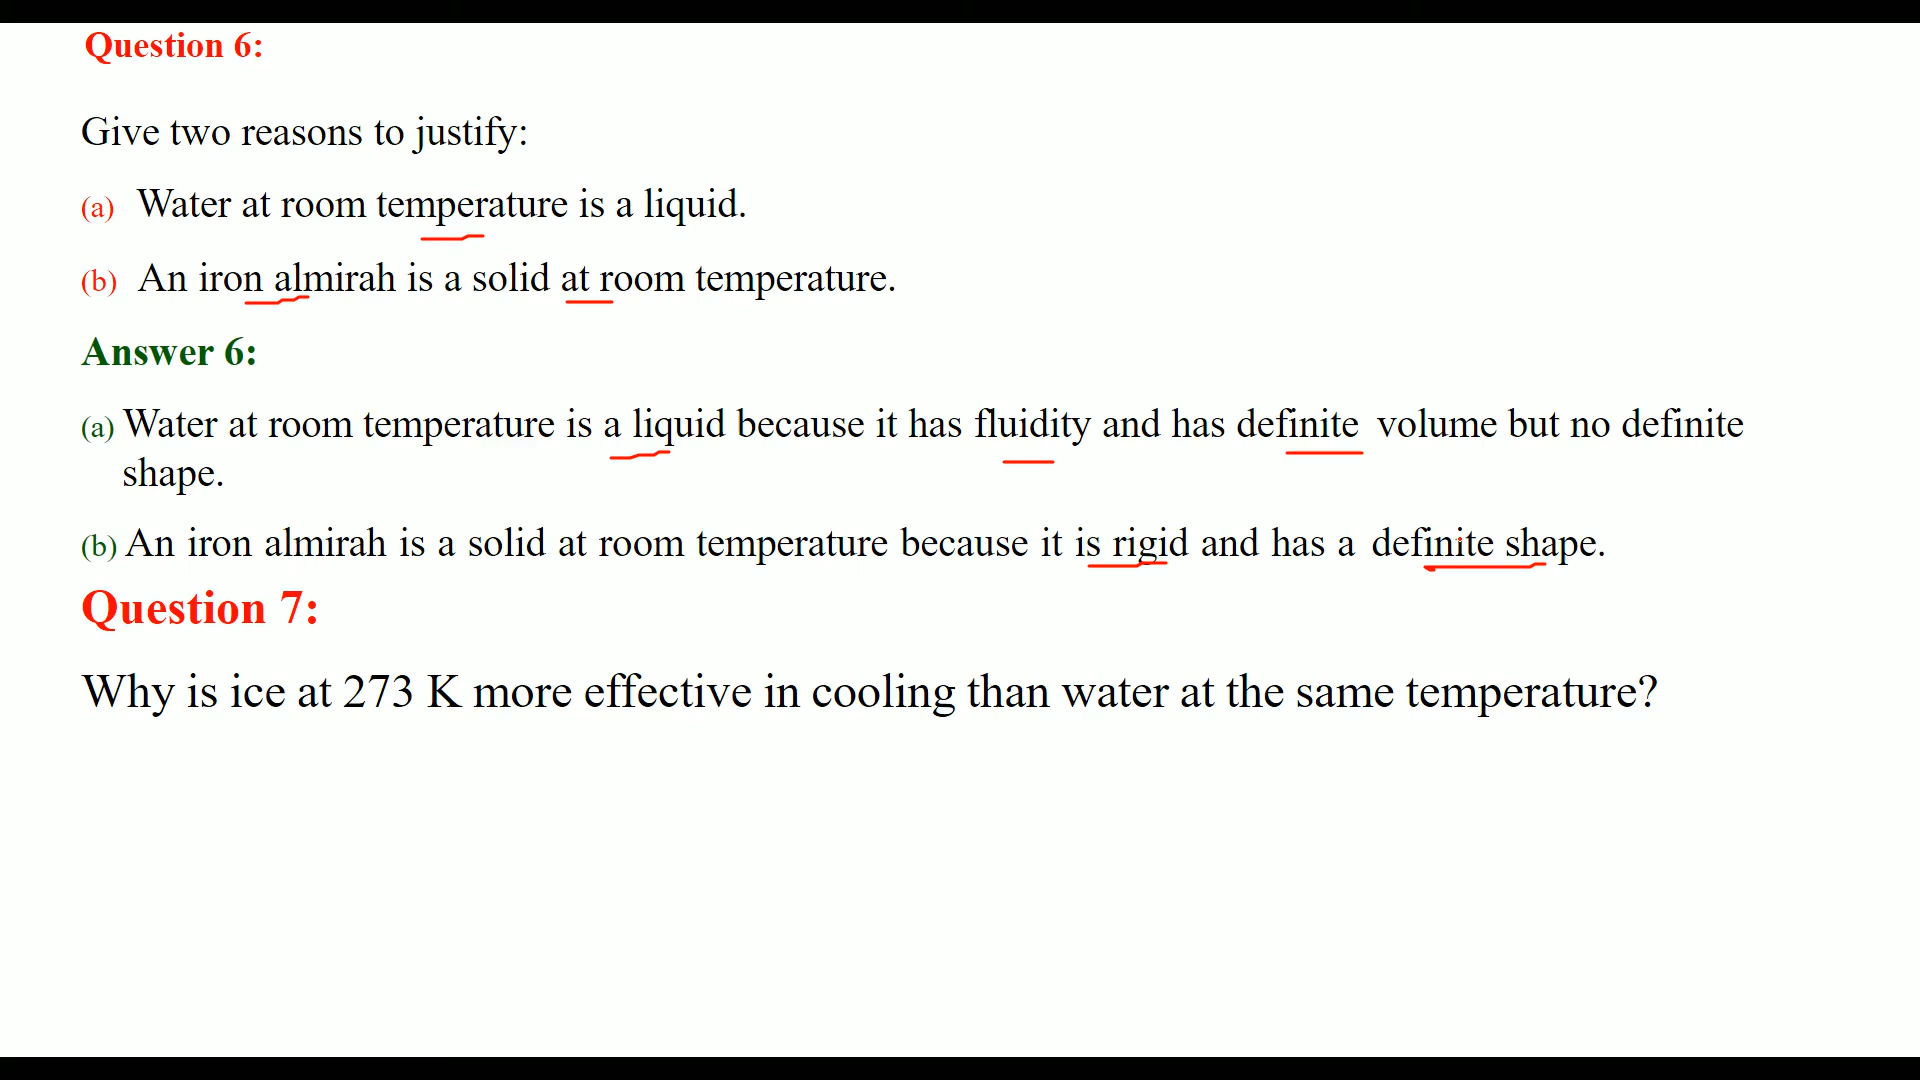 Question 6:
Give two reasons to justify:
(a) Water at room temperature is a liquid.
(b) An iron almirah is a solid at room temperature.
Answer 6:
(a) Water at room temperature is a liquid because it has fluidity and has definite volume but no definite
shape.
(b) An iron almirah is a solid at room temperature because it is rigid and has a definite shape.
Question 7:
Why is ice at 273 K more effective in cooling than water at the same temperature?